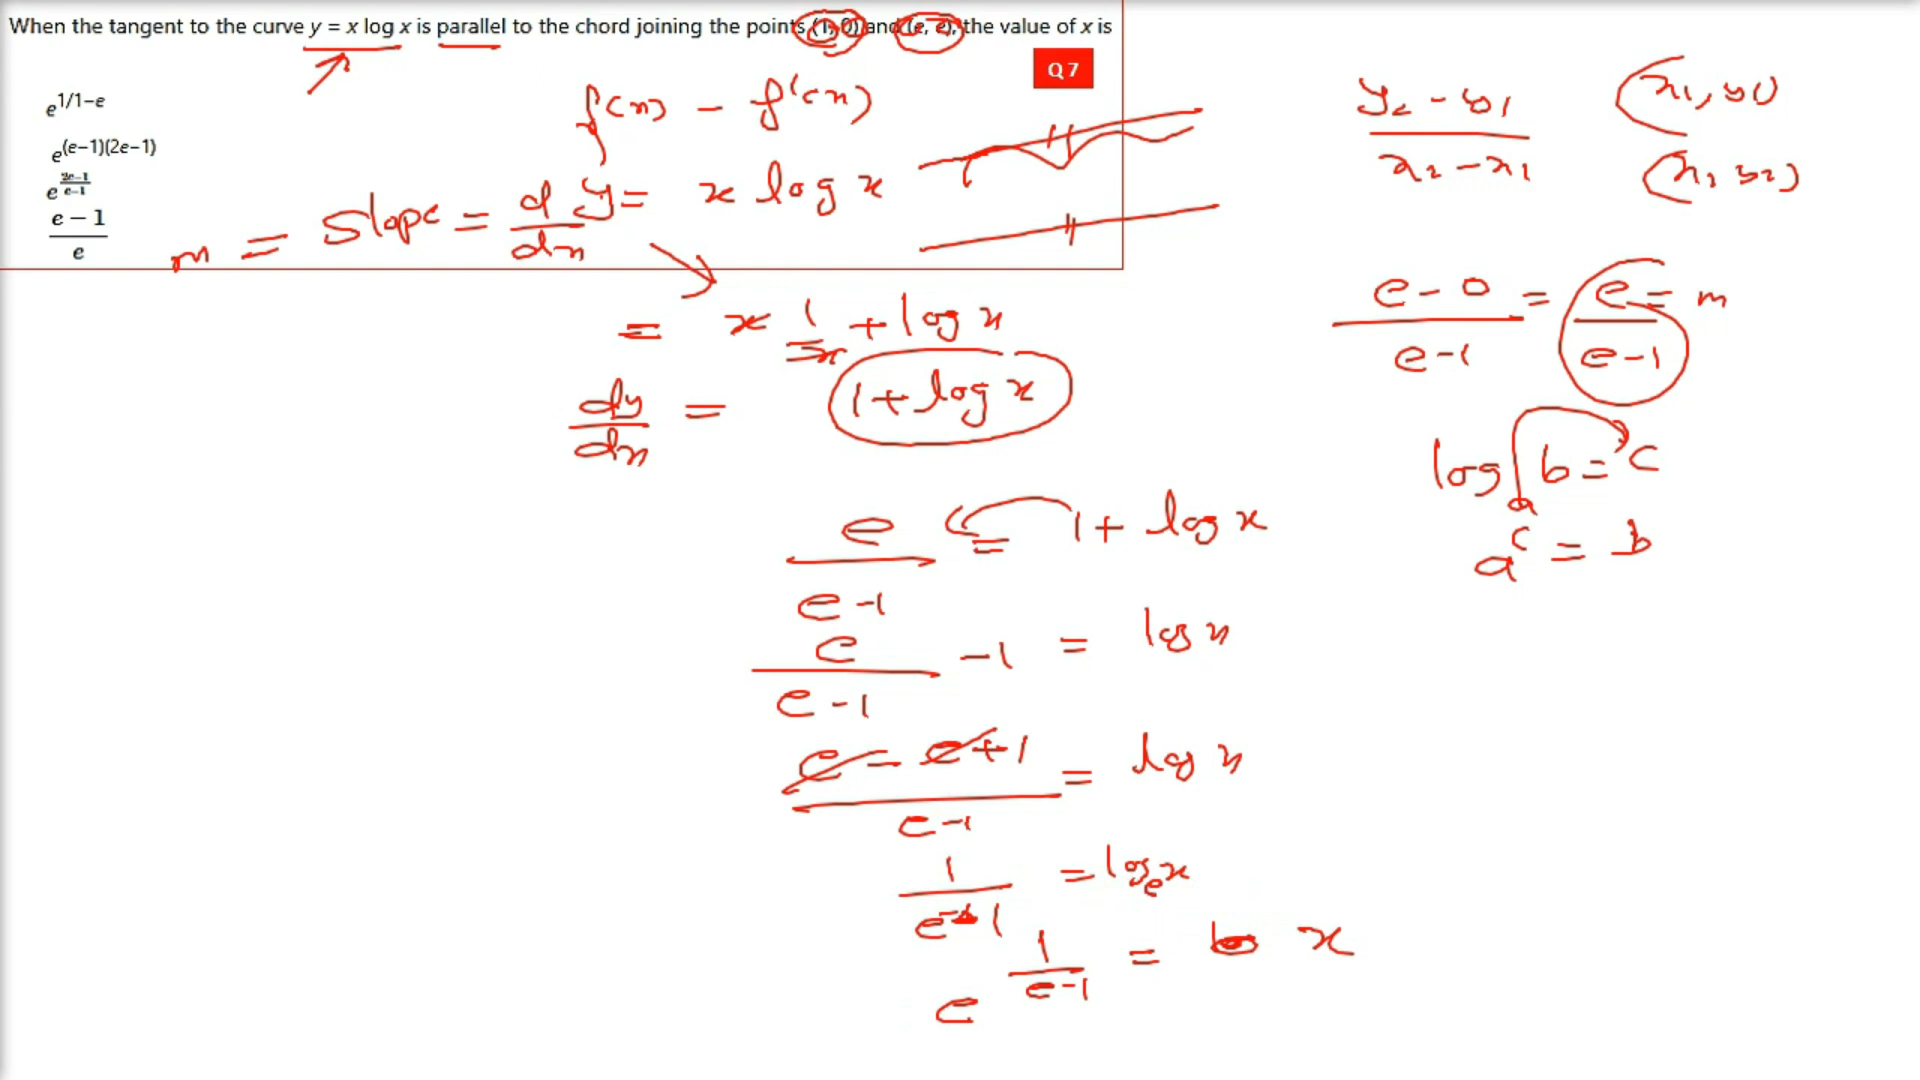 When the tangent to the curve y = x log x is parallel to the chord joining the points (1, 0) and (e, e), the value of x is
Q 7
e^1/1−e
e^(e−1)(2e−1)
e^(2e−1)/(e−1)
e − 1
e
f(x) - f'(x)
m = Slope = d/dx y = x log x
= x 1/x + log x
dy/dx = 1 + log x
e/e-1 = 1 + log x
e/e-1 -1 = log x
e - e+1/e-1 = log x
1/e-1 = log_e x
e^1/e-1 = x
y2 - y1
x2 - x1
(x1, y1)
(x2 y2)
e - 0/e-1 = e/e-1 = m
log_a b = c
a^c = b